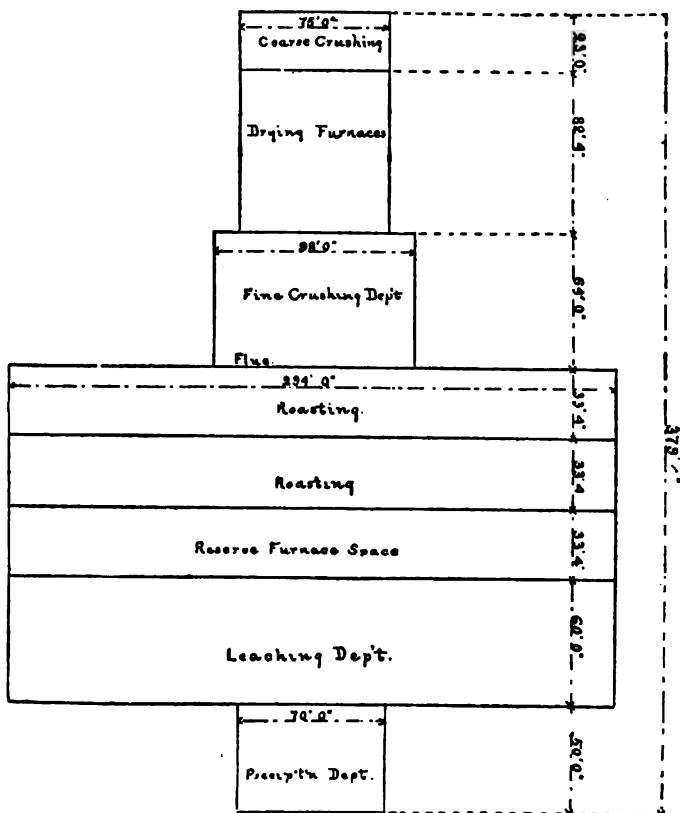 75'0"
Coarse Crushing
23'0"
Drying Furnaces
82'4"
98'0"
Fine Crushing Dep't
64'0"
Flue.
294'0"
Roasting.
33'4"
Roasting
33'4
Reserve Furnace Space
33'4'
Leaching Dep't.
60'0"
70'0"
Precip'tn Dept.
50'0"